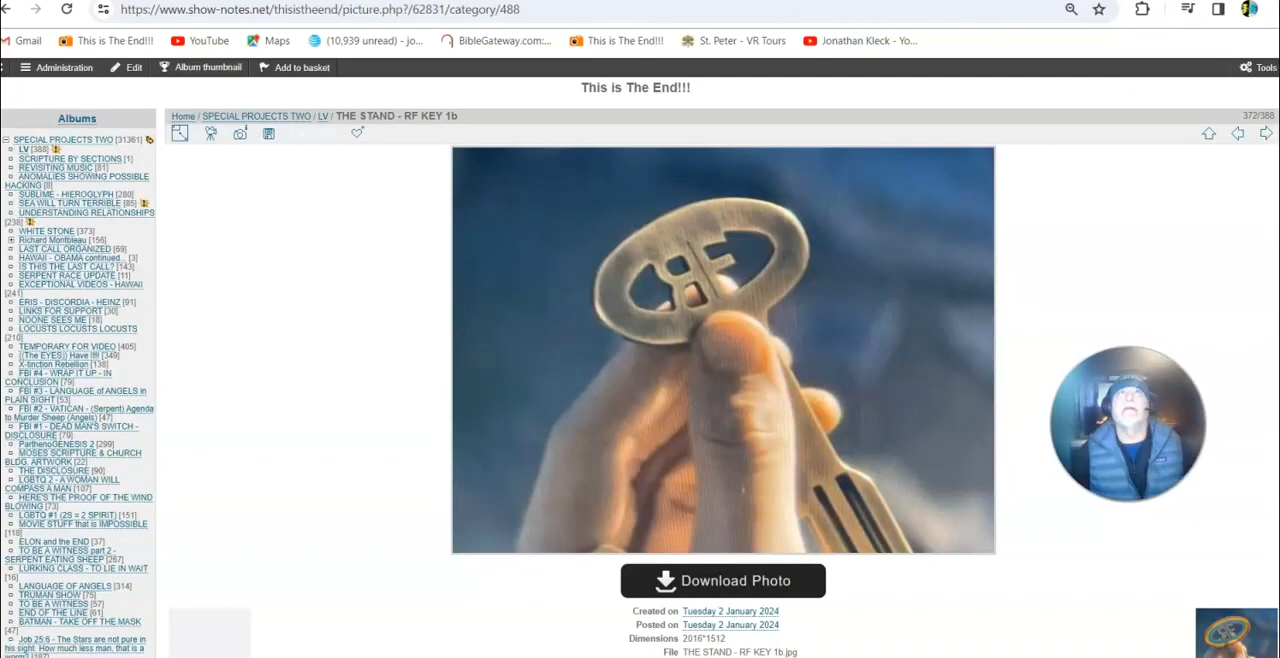 https://www.show-notes.net/thisistheend/picture.php?/62831/category/488
Gmail
This is The End!!!
YouTube
Maps
(10,939 unread) - jo...
BibleGateway.com:...
This is The End!!!
St. Peter - VR Tours
Jonathan Kleck - Yo...
Administration
Edit
Album thumbnail
Add to basket
Tools
This is The End!!!
Albums
Home / SPECIAL PROJECTS TWO / LV / THE STAND - RF KEY 1b
372/388
SPECIAL PROJECTS TWO [31361]
LV [388]
SCRIPTURE BY SECTIONS [1]
REVISITING MUSIC [81]
ANOMALIES SHOWING POSSIBLE
HACKING [8]
SUBLIME - HIEROGLYPH [280]
SEA WILL TURN TERRIBLE [85]
UNDERSTANDING RELATIONSHIPS
[238]
WHITE STONE [373]
Richard Montbleau [156]
LAST CALL ORGANIZED [69]
HAWAII - OBAMA continued... [3]
IS THIS THE LAST CALL? [143]
SERPENT RACE UPDATE [11]
EXCEPTIONAL VIDEOS - HAWAII
[241]
ERIS - DISCORDIA - HEINZ [91]
LINKS FOR SUPPORT [30]
NOONE SEES ME [18]
LOCUSTS LOCUSTS LOCUSTS
[210]
TEMPORARY FOR VIDEO [405]
((The EYES)) Have I!!! [349]
X-tinction Rebellion [138]
FBI #4 - WRAP IT UP - IN
CONCLUSION [79]
FBI #3 - LANGUAGE of ANGELS in
PLAIN SIGHT [53]
FBI #2 - VATICAN - (Serpent) Agenda
to Murder Sheep (Angels) [47]
FBI #1 - DEAD MAN'S SWITCH -
DISCLOSURE [79]
ParthenoGENESIS 2 [299]
MOSES SCRIPTURE & CHURCH
BLDG. ARTWORK [22]
THE DISCLOSURE [90]
LGBTQ 2 - A WOMAN WILL
COMPASS A MAN [107]
HERE'S THE PROOF OF THE WIND
BLOWING [73]
LGBTQ #1 (2S = 2 SPIRIT) [151]
MOVIE STUFF that is IMPOSSIBLE
[118]
ELON and the END [37]
TO BE A WITNESS part 2 -
SERPENT EATING SHEEP [267]
LURKING CLASS - TO LIE IN WAIT
[16]
LANGUAGE OF ANGELS [314]
TRUMAN SHOW [75]
TO BE A WITNESS [57]
END OF THE LINE [61]
BATMAN - TAKE OFF THE MASK
[47]
Job 25:6 - The Stars are not pure in
his sight. How much less man, that is a
RF
Download Photo
Created on Tuesday 2 January 2024
Posted on Tuesday 2 January 2024
Dimensions 2016*1512
File THE STAND - RF KEY 1b.jpg